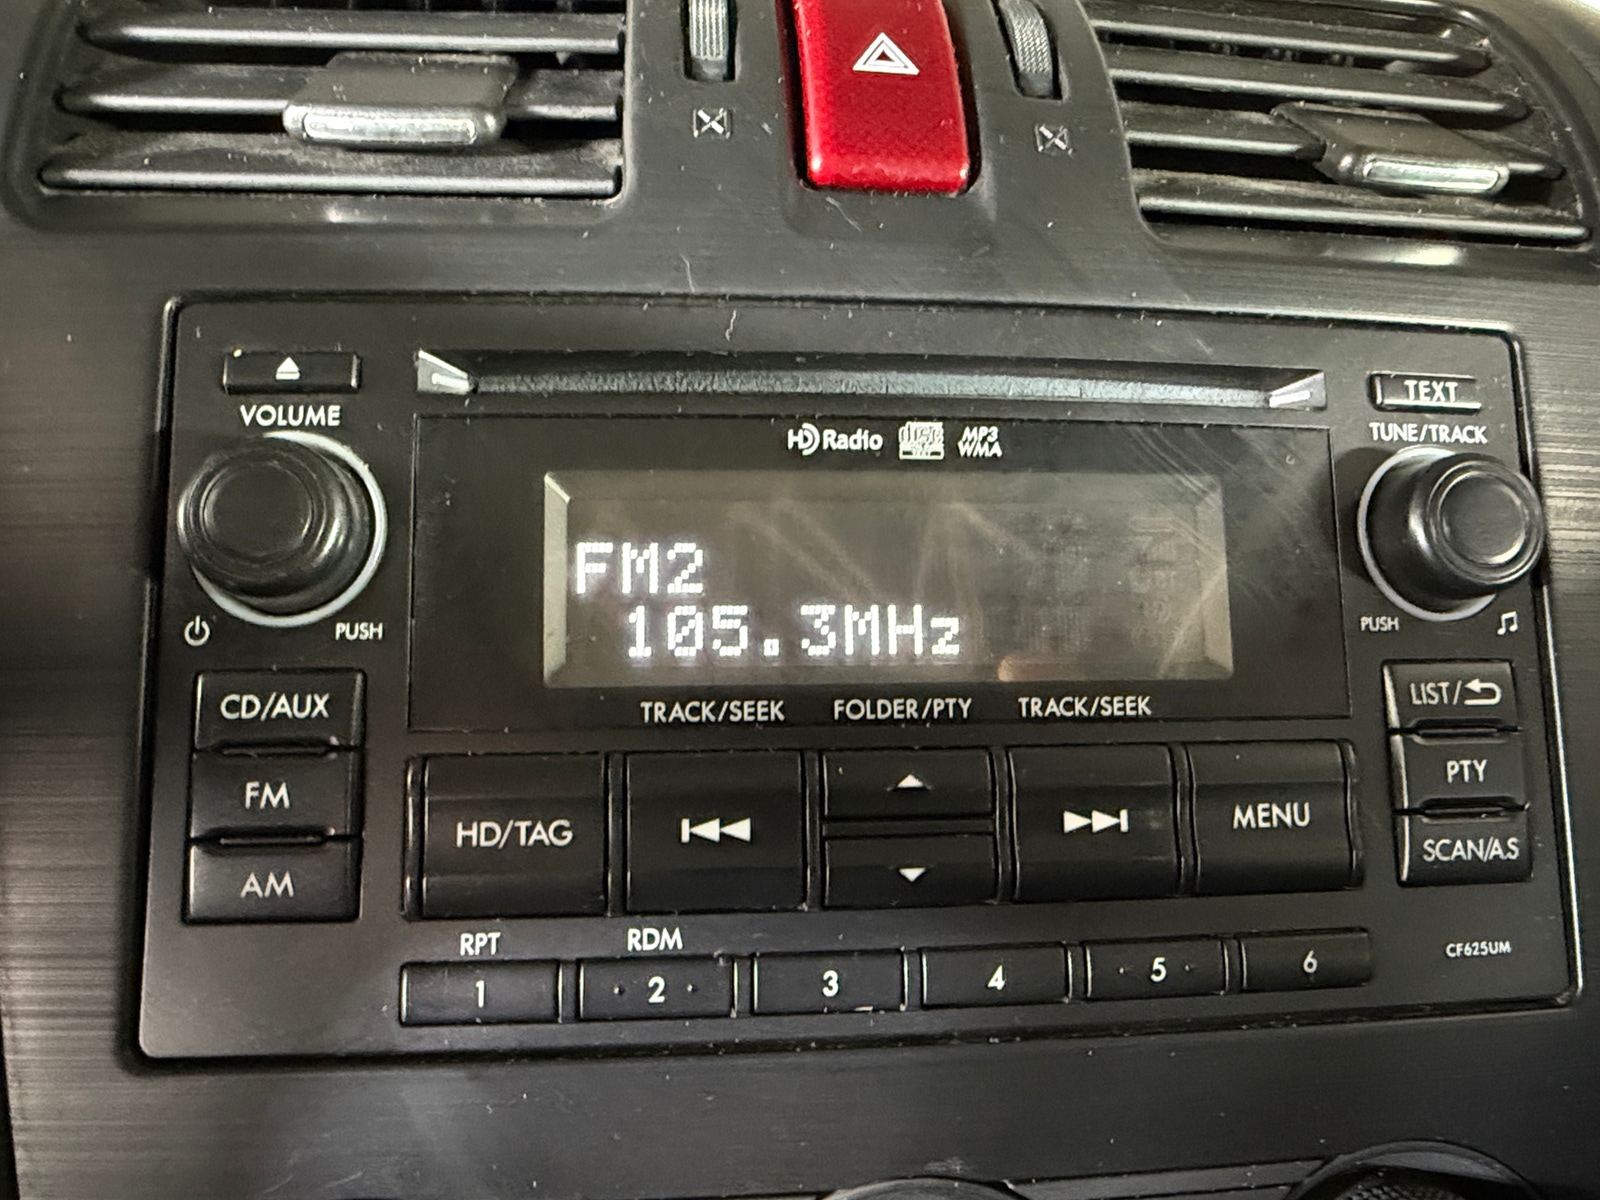 TEXT
VOLUME
TUNE/TRACK
HD Radio
disc
MP3
WMA
FM2
105.3MHz
PUSH
PUSH
TRACK/SEEK
FOLDER/PTY
TRACK/SEEK
CD/AUX
LIST/
FM
PTY
HD/TAG
MENU
AM
SCAN/A.S
RPT
RDM
CF625UM
1
2
3
4
5
6